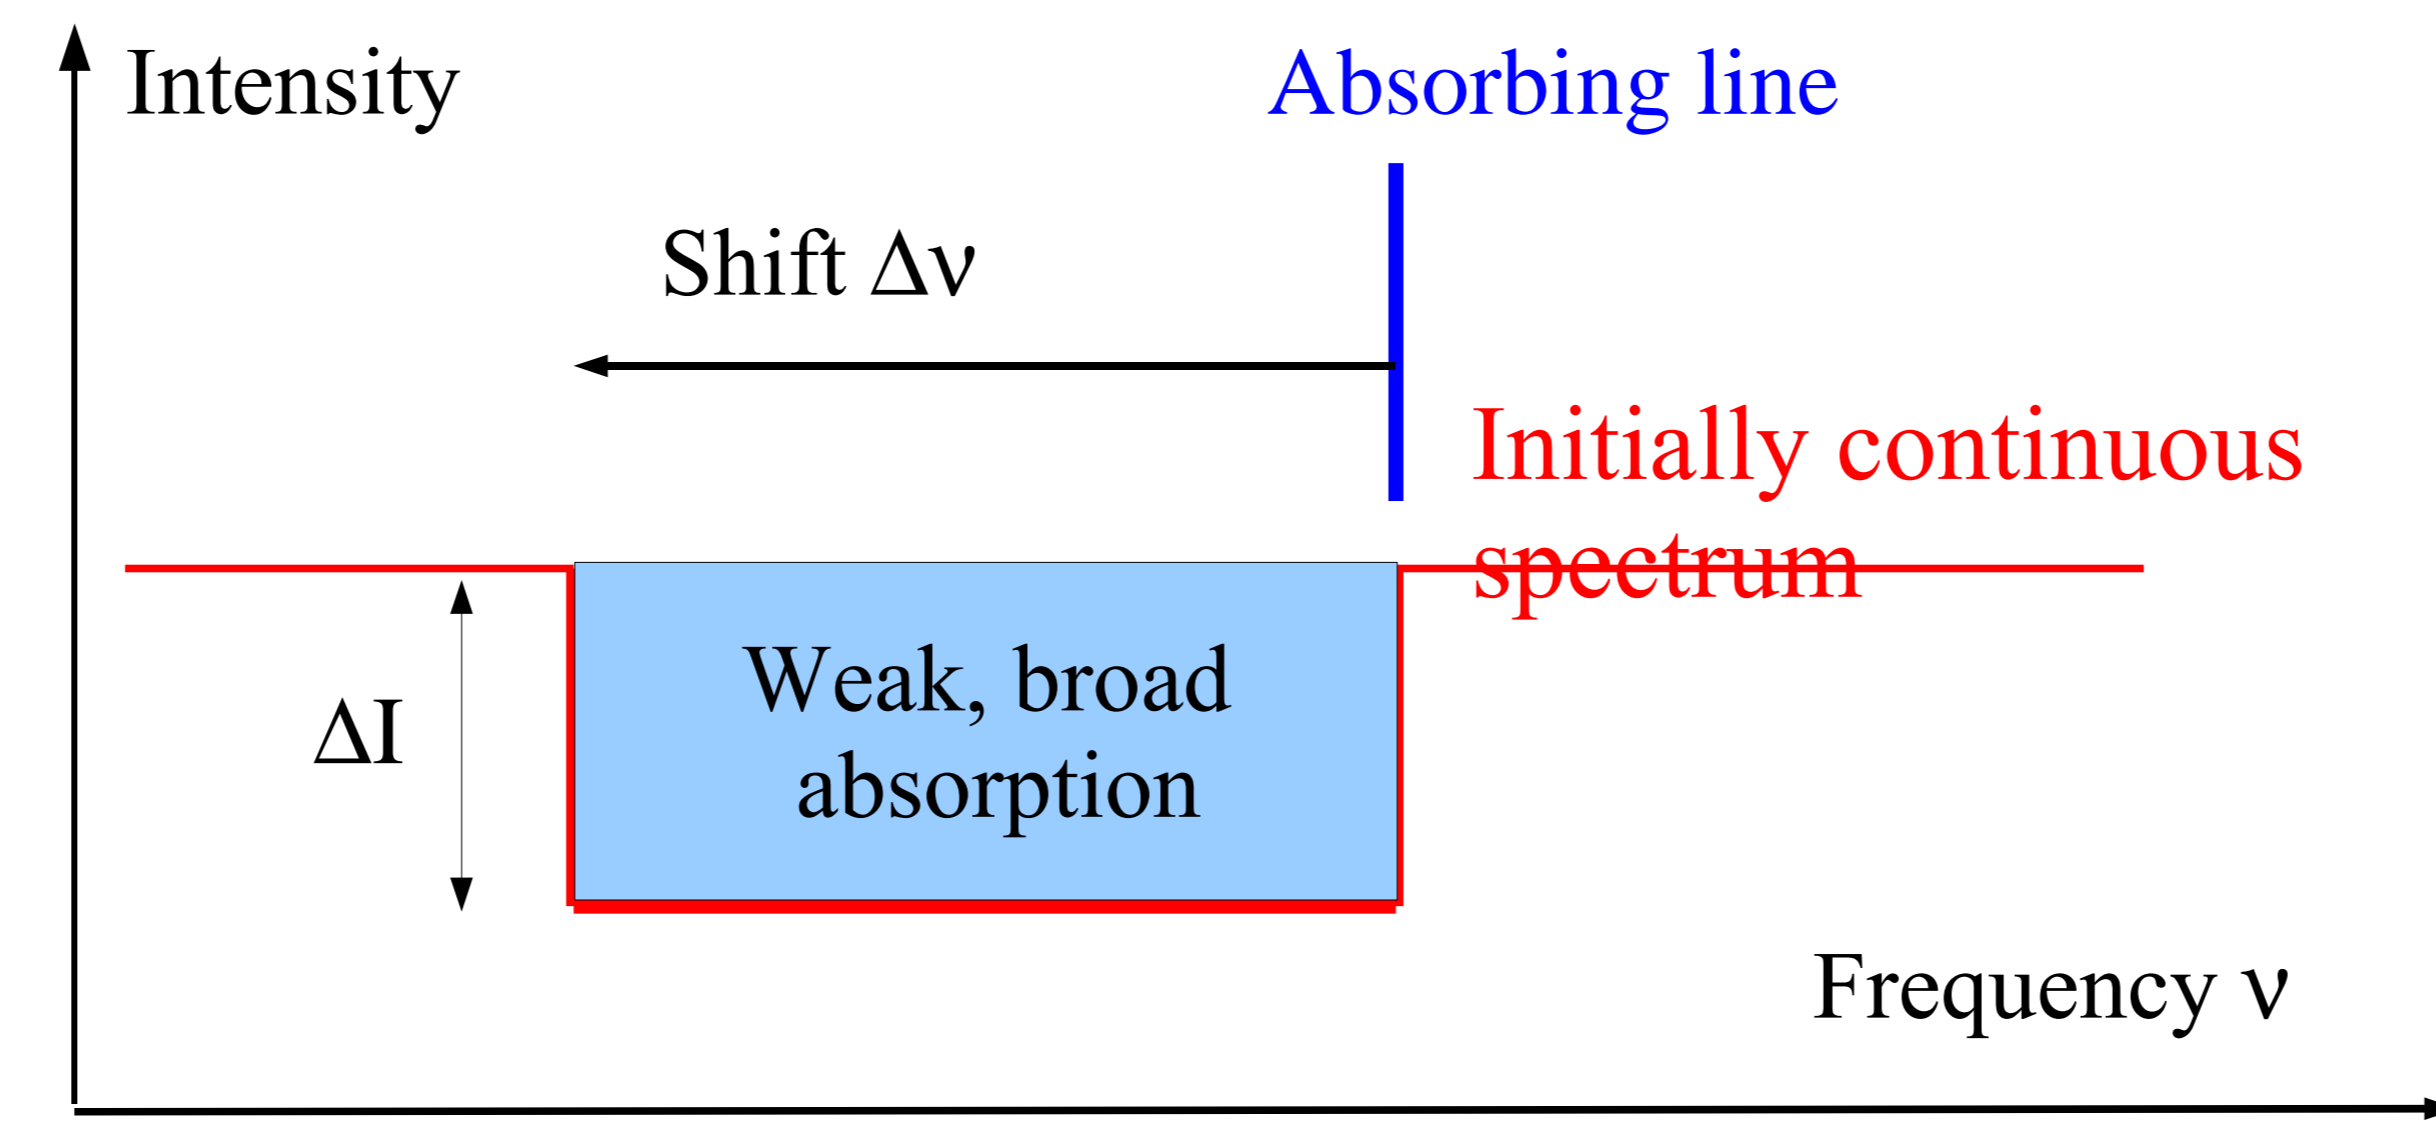 Intensity
Absorbing line
Shift Δν
Initially continuous
spectrum
Weak, broad
absorption
ΔI
Frequency ν